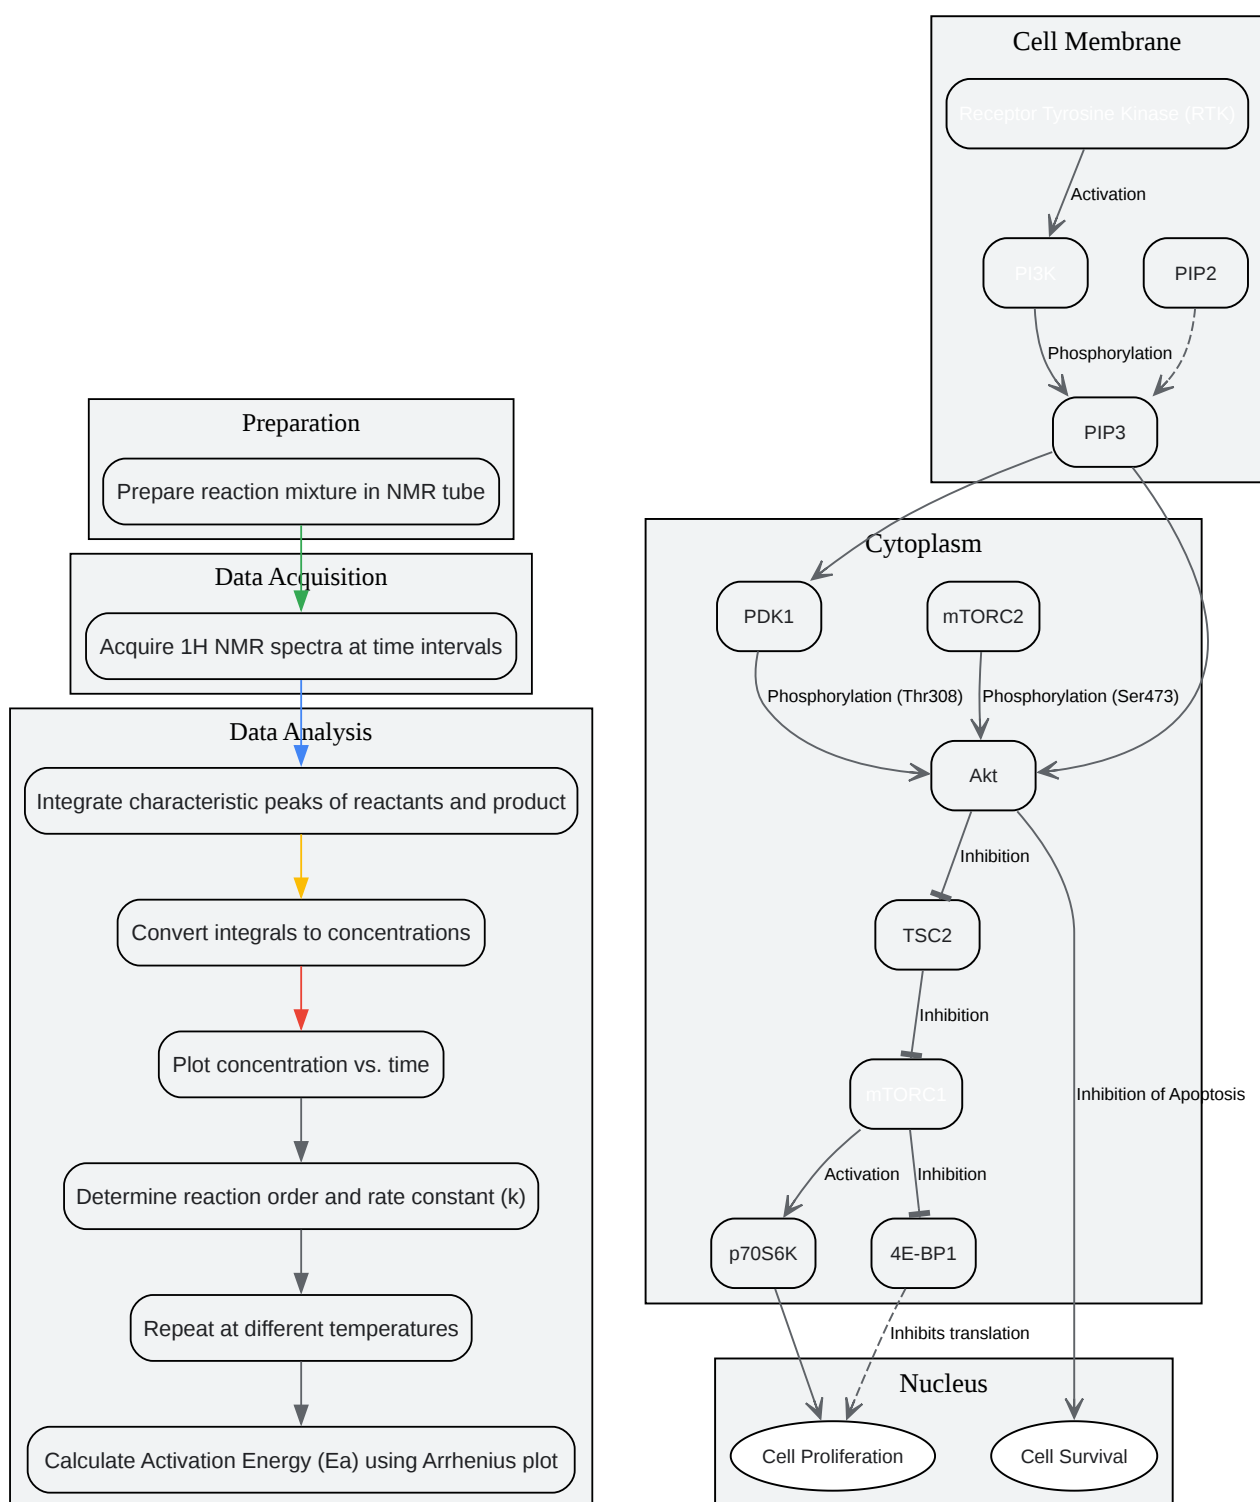 Preparation
Prepare reaction mixture in NMR tube
Data Acquisition
Acquire 1H NMR spectra at time intervals
Data Analysis
Integrate characteristic peaks of reactants and product
Convert integrals to concentrations
Plot concentration vs. time
Determine reaction order and rate constant (k)
Repeat at different temperatures
Calculate Activation Energy (Ea) using Arrhenius plot
Cell Membrane
Receptor Tyrosine Kinase (RTK)
Activation
PI3K
PIP2
Phosphorylation
PIP3
Cytoplasm
PDK1
mTORC2
Phosphorylation (Thr308)
Phosphorylation (Ser473)
Akt
Inhibition
TSC2
Inhibition
mTORC1
Inhibition of Apoptosis
Activation
Inhibition
p70S6K
4E-BP1
Inhibits translation
Nucleus
Cell Proliferation
Cell Survival